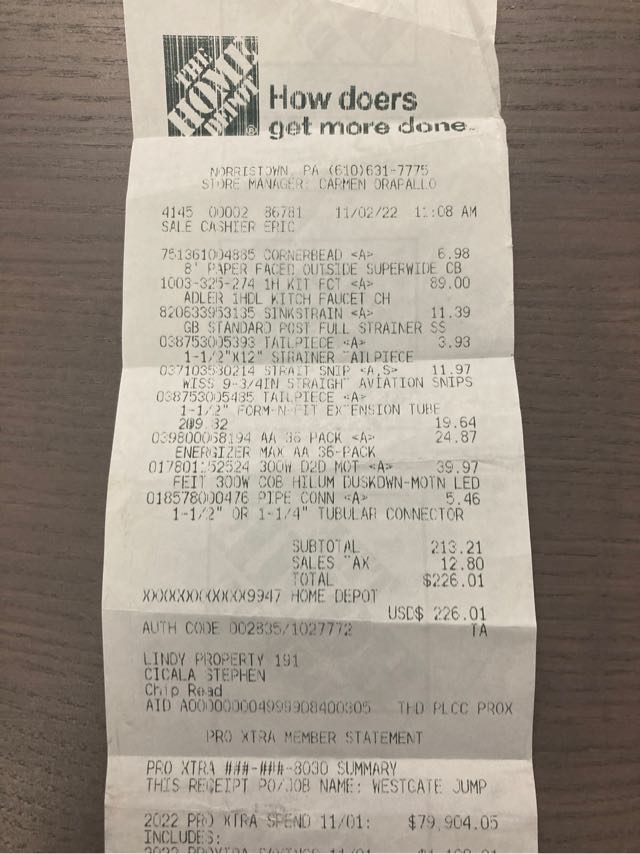 THE
HOME
DEPOT
How doers
get more done.
NORRISTOWN, PA (610)631-7775
STORE MANAGER: CARMEN ORAPALLO
4145 00002 86781 11/02/22 11:08 AM
SALE CASHIER ERIC
751361004885 CORNERBEAD <A> 6.98
8' PAPER FACED OUTSIDE SUPERWIDE CB
1003-325-274 1H KIT FCT <A> 89.00
ADLER 1HDL KITCH FAUCET CH
820633953135 SINKSTRAIN <A> 11.39
GB STANDARD POST FULL STRAINER SS
038753005393 TAILPIECE <A> 3.93
1-1/2"X12" STRAINER TAILPIECE
037103530214 STRAIT SNIP <A,S> 11.97
WISS 9-3/4IN STRAIGHT AVIATION SNIPS
038753005485 TAILPIECE <A>
1-1/2" FORM-N-FIT EXTENSION TUBE
2@9.82 19.64
039800068194 AA 36 PACK <A> 24.87
ENERGIZER MAX AA 36-PACK
017801252524 300W D2D MOT <A> 39.97
FEIT 300W COB HILUM DUSKDWN-MOTN LED
018578000476 PIPE CONN <A> 5.46
1-1/2" OR 1-1/4" TUBULAR CONNECTOR
SUBTOTAL 213.21
SALES TAX 12.80
TOTAL $226.01
XXXXXXXXXXXX9947 HOME DEPOT
USD$ 226.01
AUTH CODE 002835/1027772 TA
LINDY PROPERTY 191
CICALA STEPHEN
Chip Read
AID A000000004999908400305 THD PLCC PROX
PRO XTRA MEMBER STATEMENT
PRO XTRA ###-###-8030 SUMMARY
THIS RECEIPT PO/JOB NAME: WESTGATE JUMP
2022 PRO XTRA SPEND 11/01: $79,904.05
INCLUDES: